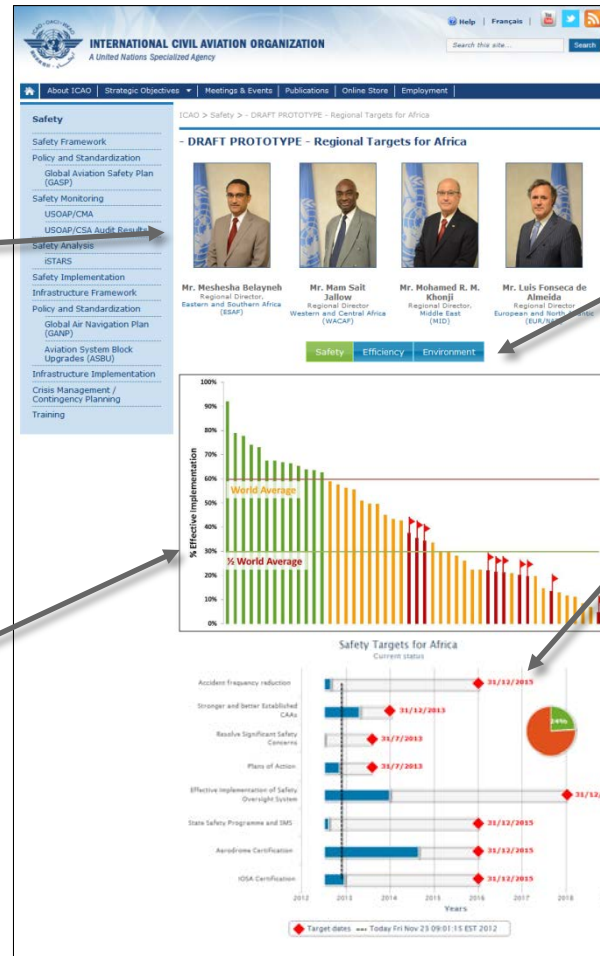 Help | Français |
You
INTERNATIONAL CIVIL AVIATION ORGANIZATION
A United Nations Specialized Agency
Search this site...
Search
About ICAO | Strategic Objectives | Meetings & Events | Publications | Online Store | Employment |
Safety
Safety Framework
Policy and Standardization
Global Aviation Safety Plan
(GASP)
Safety Monitoring
USOAP/CMA
USOAP/CSA Audit Results
Safety Analysis
iSTARS
Safety Implementation
Infrastructure Framework
Policy and Standardization
Global Air Navigation Plan
(GANP)
Aviation System Block
Upgrades (ASBU)
Infrastructure Implementation
Crisis Management /
Contingency Planning
Training
ICAO > Safety > - DRAFT PROTOTYPE - Regional Targets for Africa
- DRAFT PROTOTYPE - Regional Targets for Africa
Mr. Meshesha Belayneh
Regional Director,
Eastern and Southern Africa
(ESAF)
Mr. Mam Sait
Jallow
Regional Director
Western and Central Africa
(WACAF)
Mr. Mohamed R. M.
Khonji
Regional Director
Middle East
(MID)
Mr. Luis Fonseca de
Almeida
Regional Director
European and North Atlantic
(EUR/NAT)
Safety Efficiency Environment
% Effective Implementation
100%
90%
80%
70%
60%
50%
40%
30%
20%
10%
0%
World Average
½ World Average
Safety Targets for Africa
Current status
Accident frequency reduction
31/12/2015
Stronger and Better Established
CAAs
31/12/2013
Resolve Significant Safety
Concerns
31/7/2013
Plans of Action
31/7/2013
Effective Implementation of Safety
Oversight System
31/12/
State Safety Programme and SMS
31/12/2015
Aerodrome Certification
31/12/2015
IOSA Certification
31/12/2015
24%
2012 2013 2014 2015 2016 2017 2018
Years
Target dates Today Fri Nov 23 09:01:15 EST 2012